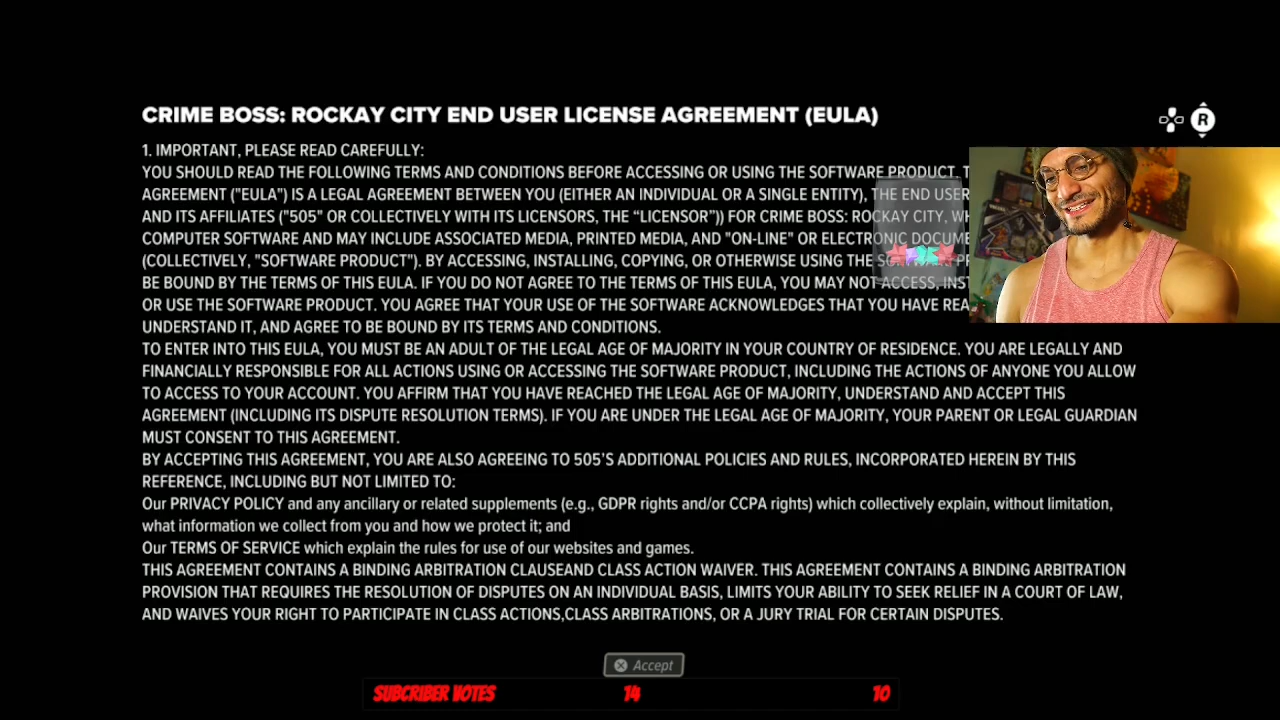 CRIME BOSS: ROCKAY CITY END USER LICENSE AGREEMENT (EULA)
R
1. IMPORTANT, PLEASE READ CAREFULLY:
YOU SHOULD READ THE FOLLOWING TERMS AND CONDITIONS BEFORE ACCESSING OR USING THE SOFTWARE PRODUCT.
AGREEMENT ("EULA") IS A LEGAL AGREEMENT BETWEEN YOU (EITHER AN INDIVIDUAL OR A SINGLE ENTITY), THE END USER
AND ITS AFFILIATES ("505" OR COLLECTIVELY WITH ITS LICENSORS, THE “LICENSOR")) FOR CRIME BOSS: ROCKAY CITY,
COMPUTER SOFTWARE AND MAY INCLUDE ASSOCIATED MEDIA, PRINTED MEDIA, AND "ON-LINE" OR ELECTRONIC
(COLLECTIVELY, "SOFTWARE PRODUCT"). BY ACCESSING, INSTALLING, COPYING, OR OTHERWISE USING THE
BE BOUND BY THE TERMS OF THIS EULA. IF YOU DO NOT AGREE TO THE TERMS OF THIS EULA, YOU MAY NOT ACCESS,
OR USE THE SOFTWARE PRODUCT. YOU AGREE THAT YOUR USE OF THE SOFTWARE ACKNOWLEDGES THAT YOU HAVE
UNDERSTAND IT, AND AGREE TO BE BOUND BY ITS TERMS AND CONDITIONS.
TO ENTER INTO THIS EULA, YOU MUST BE AN ADULT OF THE LEGAL AGE OF MAJORITY IN YOUR COUNTRY OF RESIDENCE. YOU ARE LEGALLY AND
FINANCIALLY RESPONSIBLE FOR ALL ACTIONS USING OR ACCESSING THE SOFTWARE PRODUCT, INCLUDING THE ACTIONS OF ANYONE YOU ALLOW
TO ACCESS TO YOUR ACCOUNT. YOU AFFIRM THAT YOU HAVE REACHED THE LEGAL AGE OF MAJORITY, UNDERSTAND AND ACCEPT THIS
AGREEMENT (INCLUDING ITS DISPUTE RESOLUTION TERMS). IF YOU ARE UNDER THE LEGAL AGE OF MAJORITY, YOUR PARENT OR LEGAL GUARDIAN
MUST CONSENT TO THIS AGREEMENT.
BY ACCEPTING THIS AGREEMENT, YOU ARE ALSO AGREEING TO 505'S ADDITIONAL POLICIES AND RULES, INCORPORATED HEREIN BY THIS
REFERENCE, INCLUDING BUT NOT LIMITED TO:
Our PRIVACY POLICY and any ancillary or related supplements (e.g., GDPR rights and/or CCPA rights) which collectively explain, without limitation,
what information we collect from you and how we protect it; and
Our TERMS OF SERVICE which explain the rules for use of our websites and games.
THIS AGREEMENT CONTAINS A BINDING ARBITRATION CLAUSEAND CLASS ACTION WAIVER. THIS AGREEMENT CONTAINS A BINDING ARBITRATION
PROVISION THAT REQUIRES THE RESOLUTION OF DISPUTES ON AN INDIVIDUAL BASIS, LIMITS YOUR ABILITY TO SEEK RELIEF IN A COURT OF LAW,
AND WAIVES YOUR RIGHT TO PARTICIPATE IN CLASS ACTIONS,CLASS ARBITRATIONS, OR A JURY TRIAL FOR CERTAIN DISPUTES.
Accept
SUBCRIBER VOTES 14 10